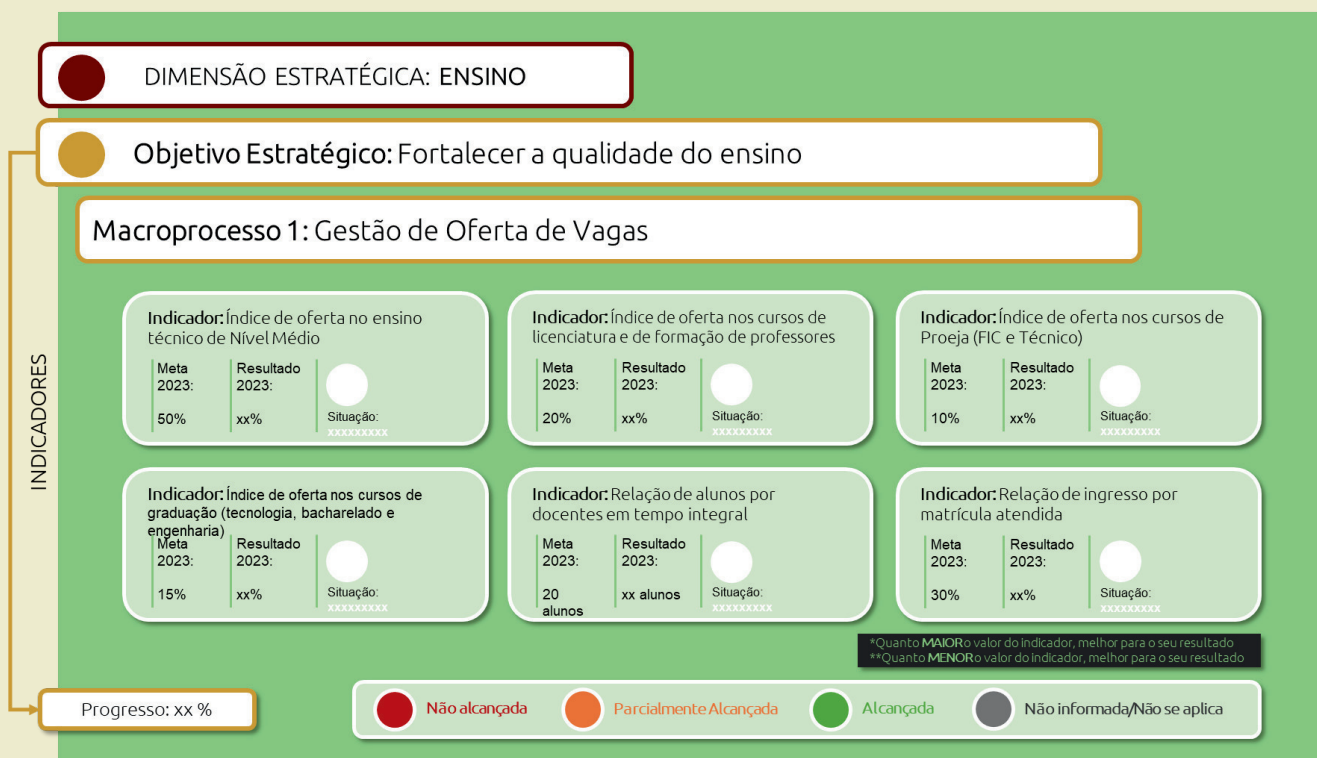 DIMENSÃO ESTRATÉGICA: ENSINO
Objetivo Estratégico: Fortalecer a qualidade do ensino
Macroprocesso 1: Gestão de Oferta de Vagas
INDICADORES
Indicador: Índice de oferta no ensino
técnico de Nível Médio
Meta
2023:
50%
Resultado
2023:
xx%
Situação:
xxxxxxxxx
Indicador: Índice de oferta nos cursos de
licenciatura e de formação de professores
Meta
2023:
20%
Resultado
2023:
xx%
Situação:
xxxxxxxxx
Indicador: Índice de oferta nos cursos de
Proeja (FIC e Técnico)
Meta
2023:
10%
Resultado
2023:
xx%
Situação:
xxxxxxxxx
Indicador: Índice de oferta nos cursos de
graduação (tecnologia, bacharelado e
engenharia)
Meta
2023:
15%
Resultado
2023:
xx%
Situação:
xxxxxxxxx
Indicador: Relação de alunos por
docentes em tempo integral
Meta
2023:
20
alunos
Resultado
2023:
xx alunos
Situação:
xxxxxxxxx
Indicador: Relação de ingresso por
matrícula atendida
Meta
2023:
30%
Resultado
2023:
xx%
Situação:
xxxxxxxxx
*Quanto MAIOR o valor do indicador, melhor para o seu resultado
**Quanto MENOR o valor do indicador, melhor para o seu resultado
Progresso: xx %
Não alcançada
Parcialmente Alcançada
Alcançada
Não informada/Não se aplica